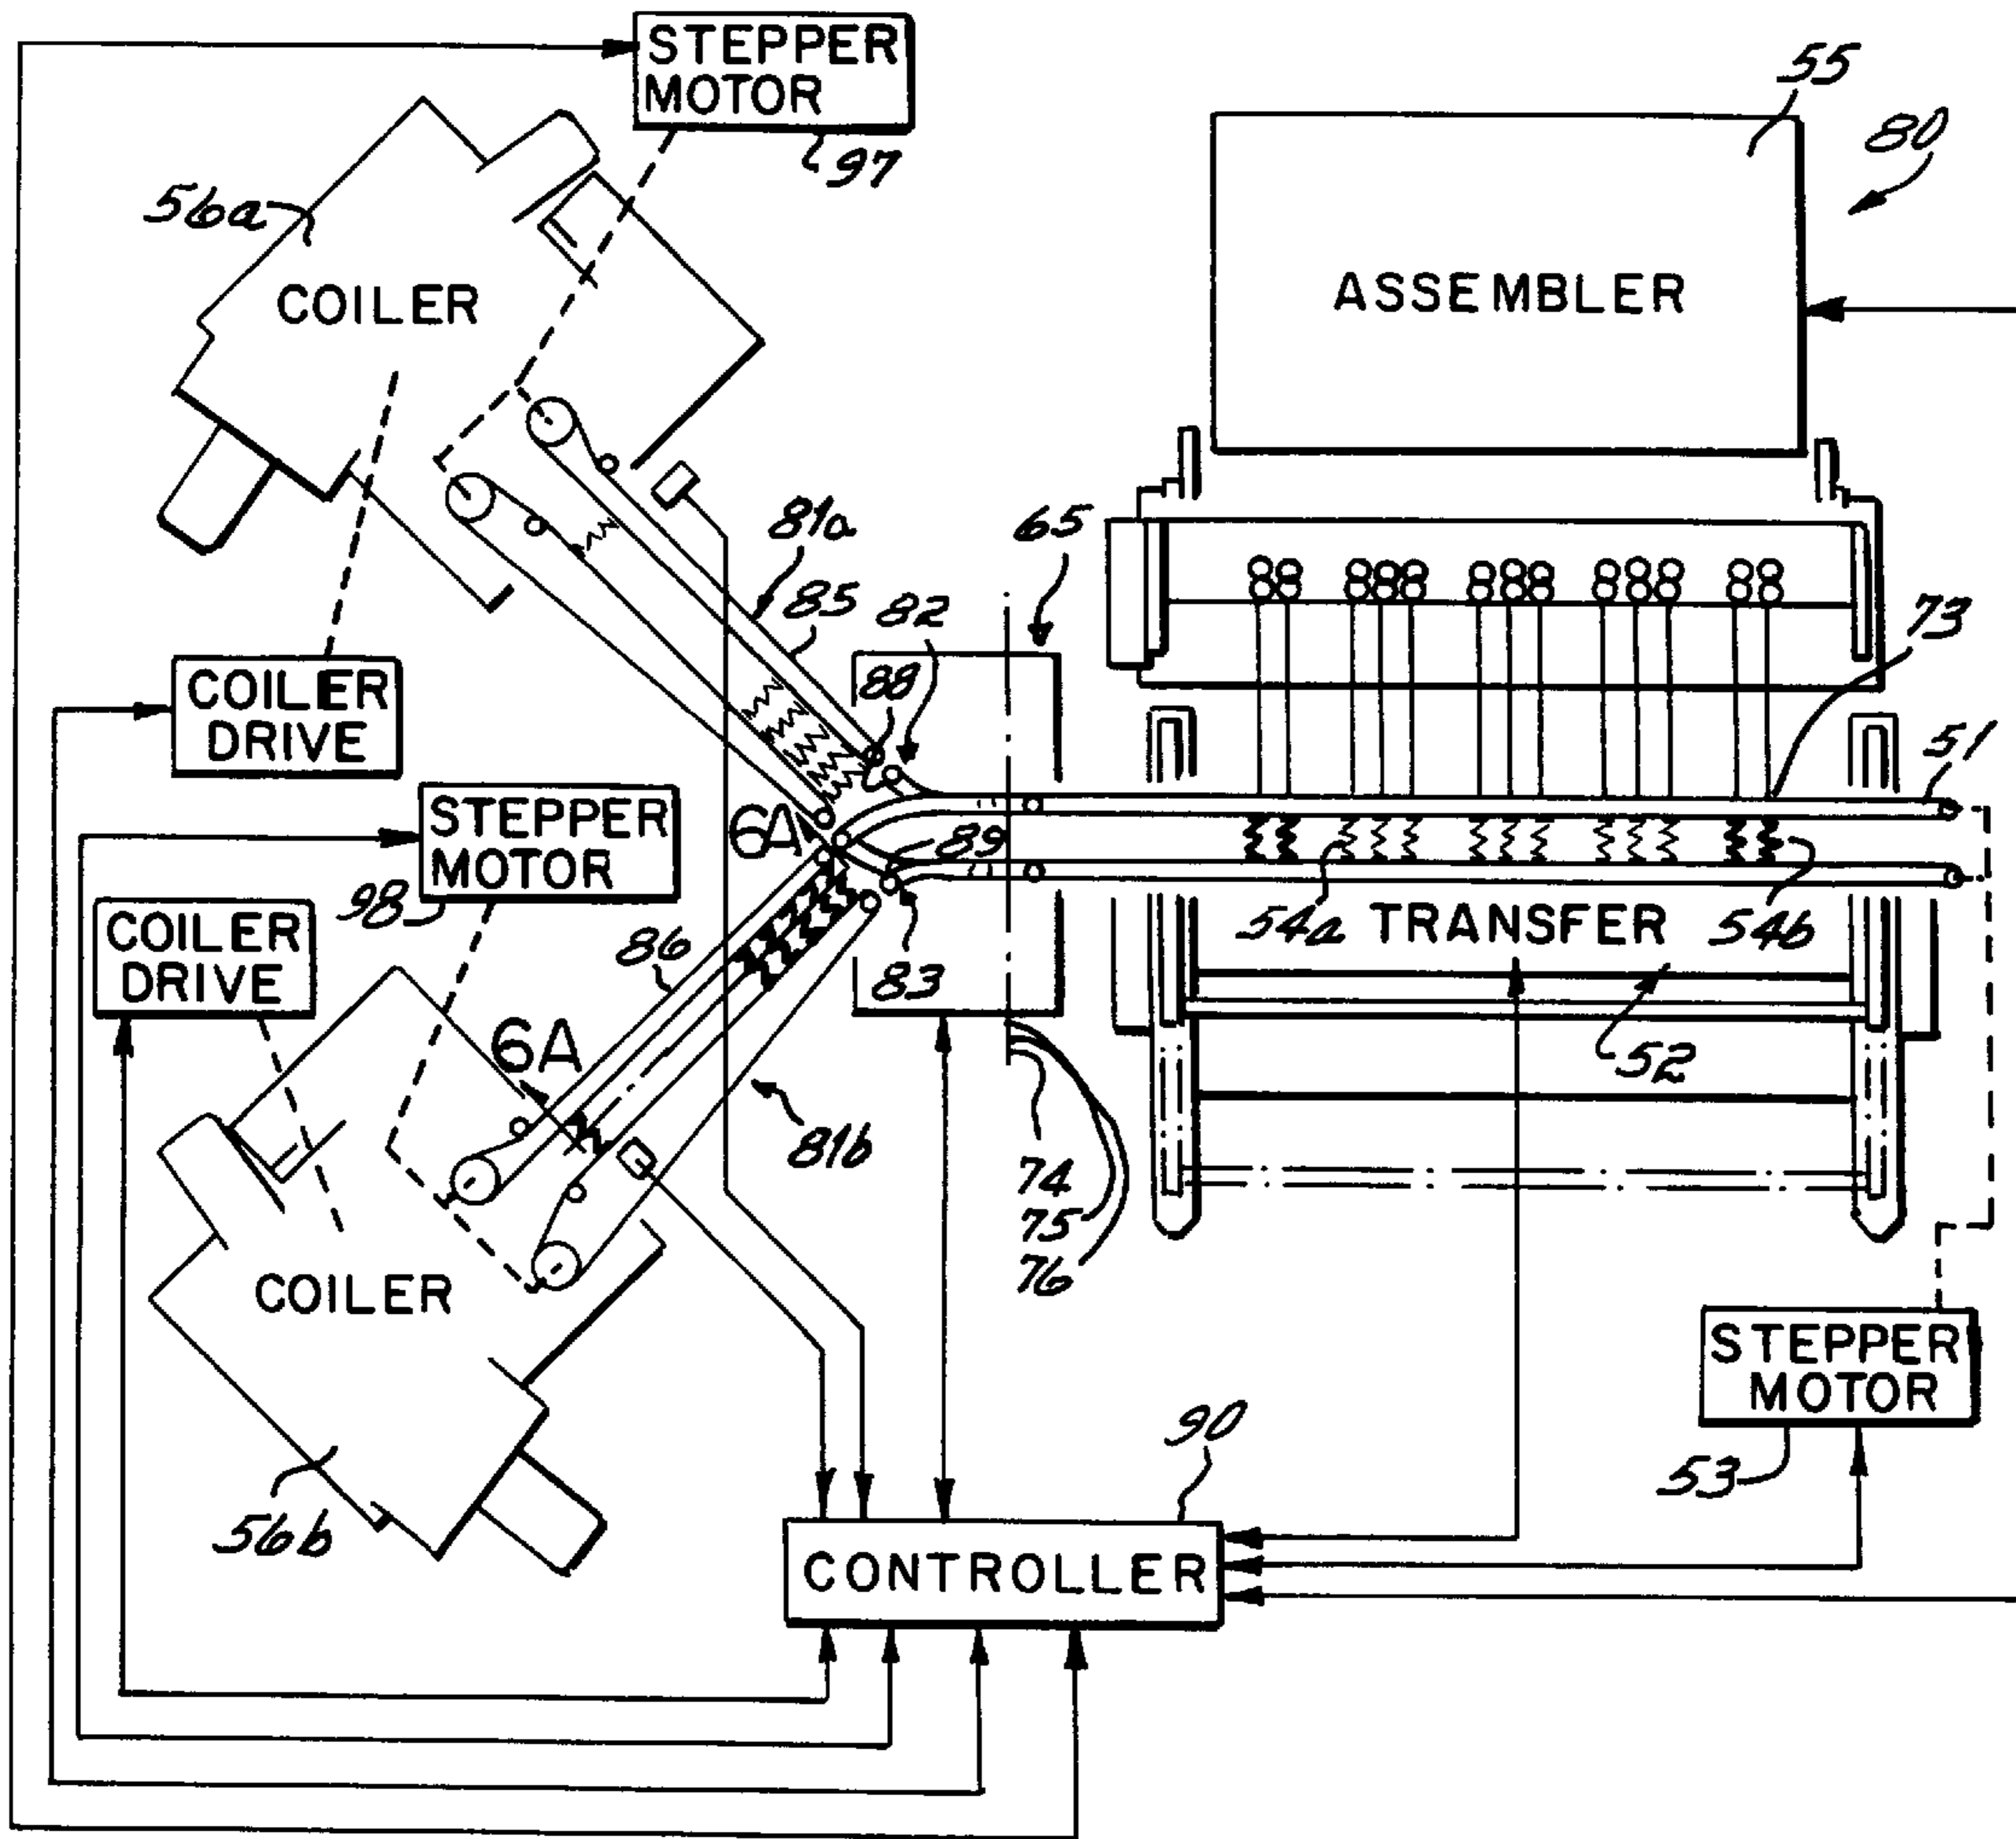 STEPPER
MOTOR
97
55
80
56a
COILER
ASSEMBLER
81a
65
85
82
88
73
COILER
DRIVE
51
STEPPER
MOTOR
98
6A
89
54a
TRANSFER
54b
COILER
DRIVE
86
83
6A
52
81b
74
75
76
COILER
STEPPER
MOTOR
53
90
56b
CONTROLLER